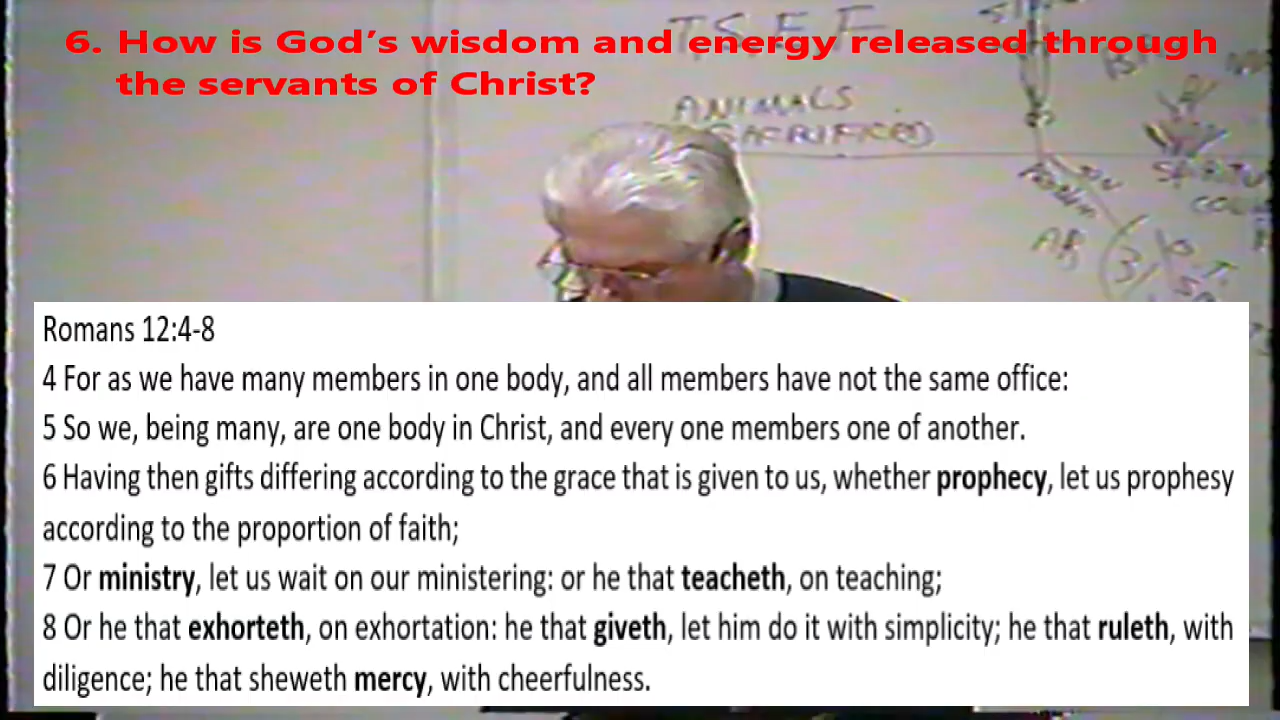 6. How is God's wisdom and energy released through
the servants of Christ?
T S F F
ANIMALS
SACRIFICED
Romans 12:4-8
4 For as we have many members in one body, and all members have not the same office:
5 So we, being many, are one body in Christ, and every one members one of another.
6 Having then gifts differing according to the grace that is given to us, whether prophecy, let us prophesy
according to the proportion of faith;
7 Or ministry, let us wait on our ministering: or he that teacheth, on teaching;
8 Or he that exhorteth, on exhortation: he that giveth, let him do it with simplicity; he that ruleth, with
diligence; he that sheweth mercy, with cheerfulness.